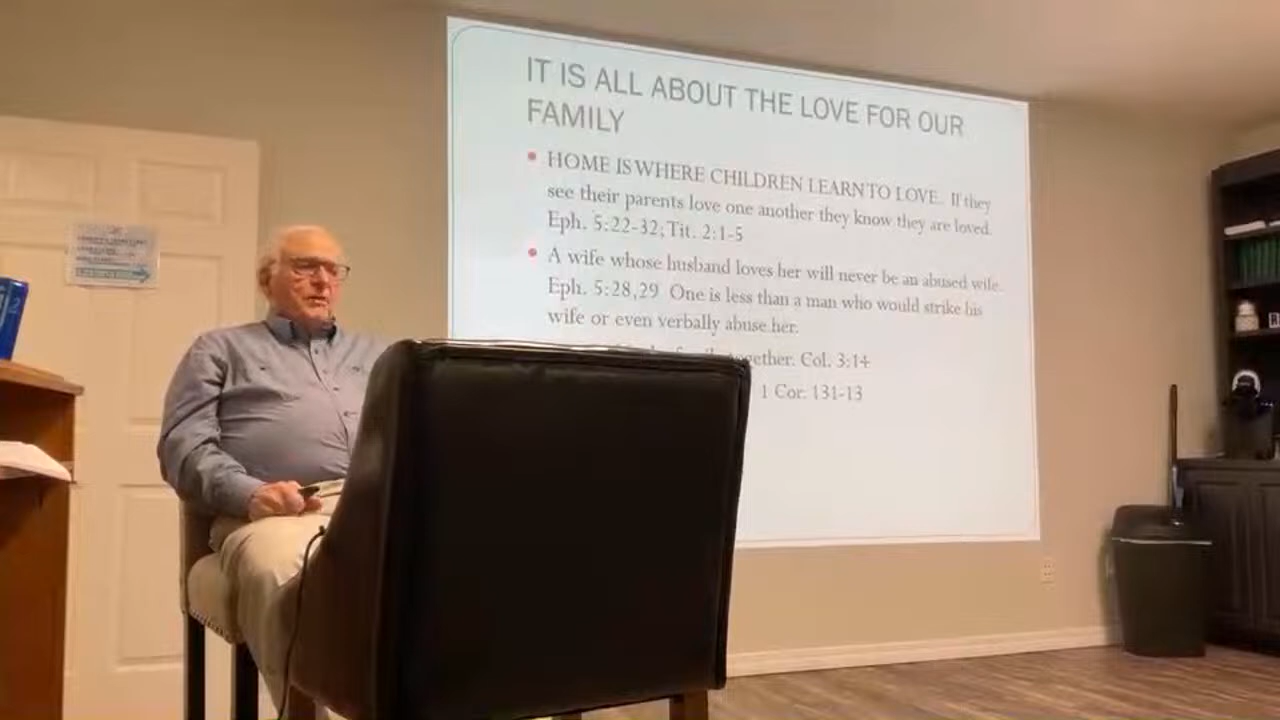 IT IS ALL ABOUT THE LOVE FOR OUR
FAMILY
• HOME IS WHERE CHILDREN LEARN TO LOVE. If they
see their parents love one another they know they are loved.
Eph. 5:22-32; Tit. 2:1-5
• A wife whose husband loves her will never be an abused wife.
Eph. 5:28,29 One is less than a man who would strike his
wife or even verbally abuse her.
together. Col. 3:14
1 Cor. 131-13